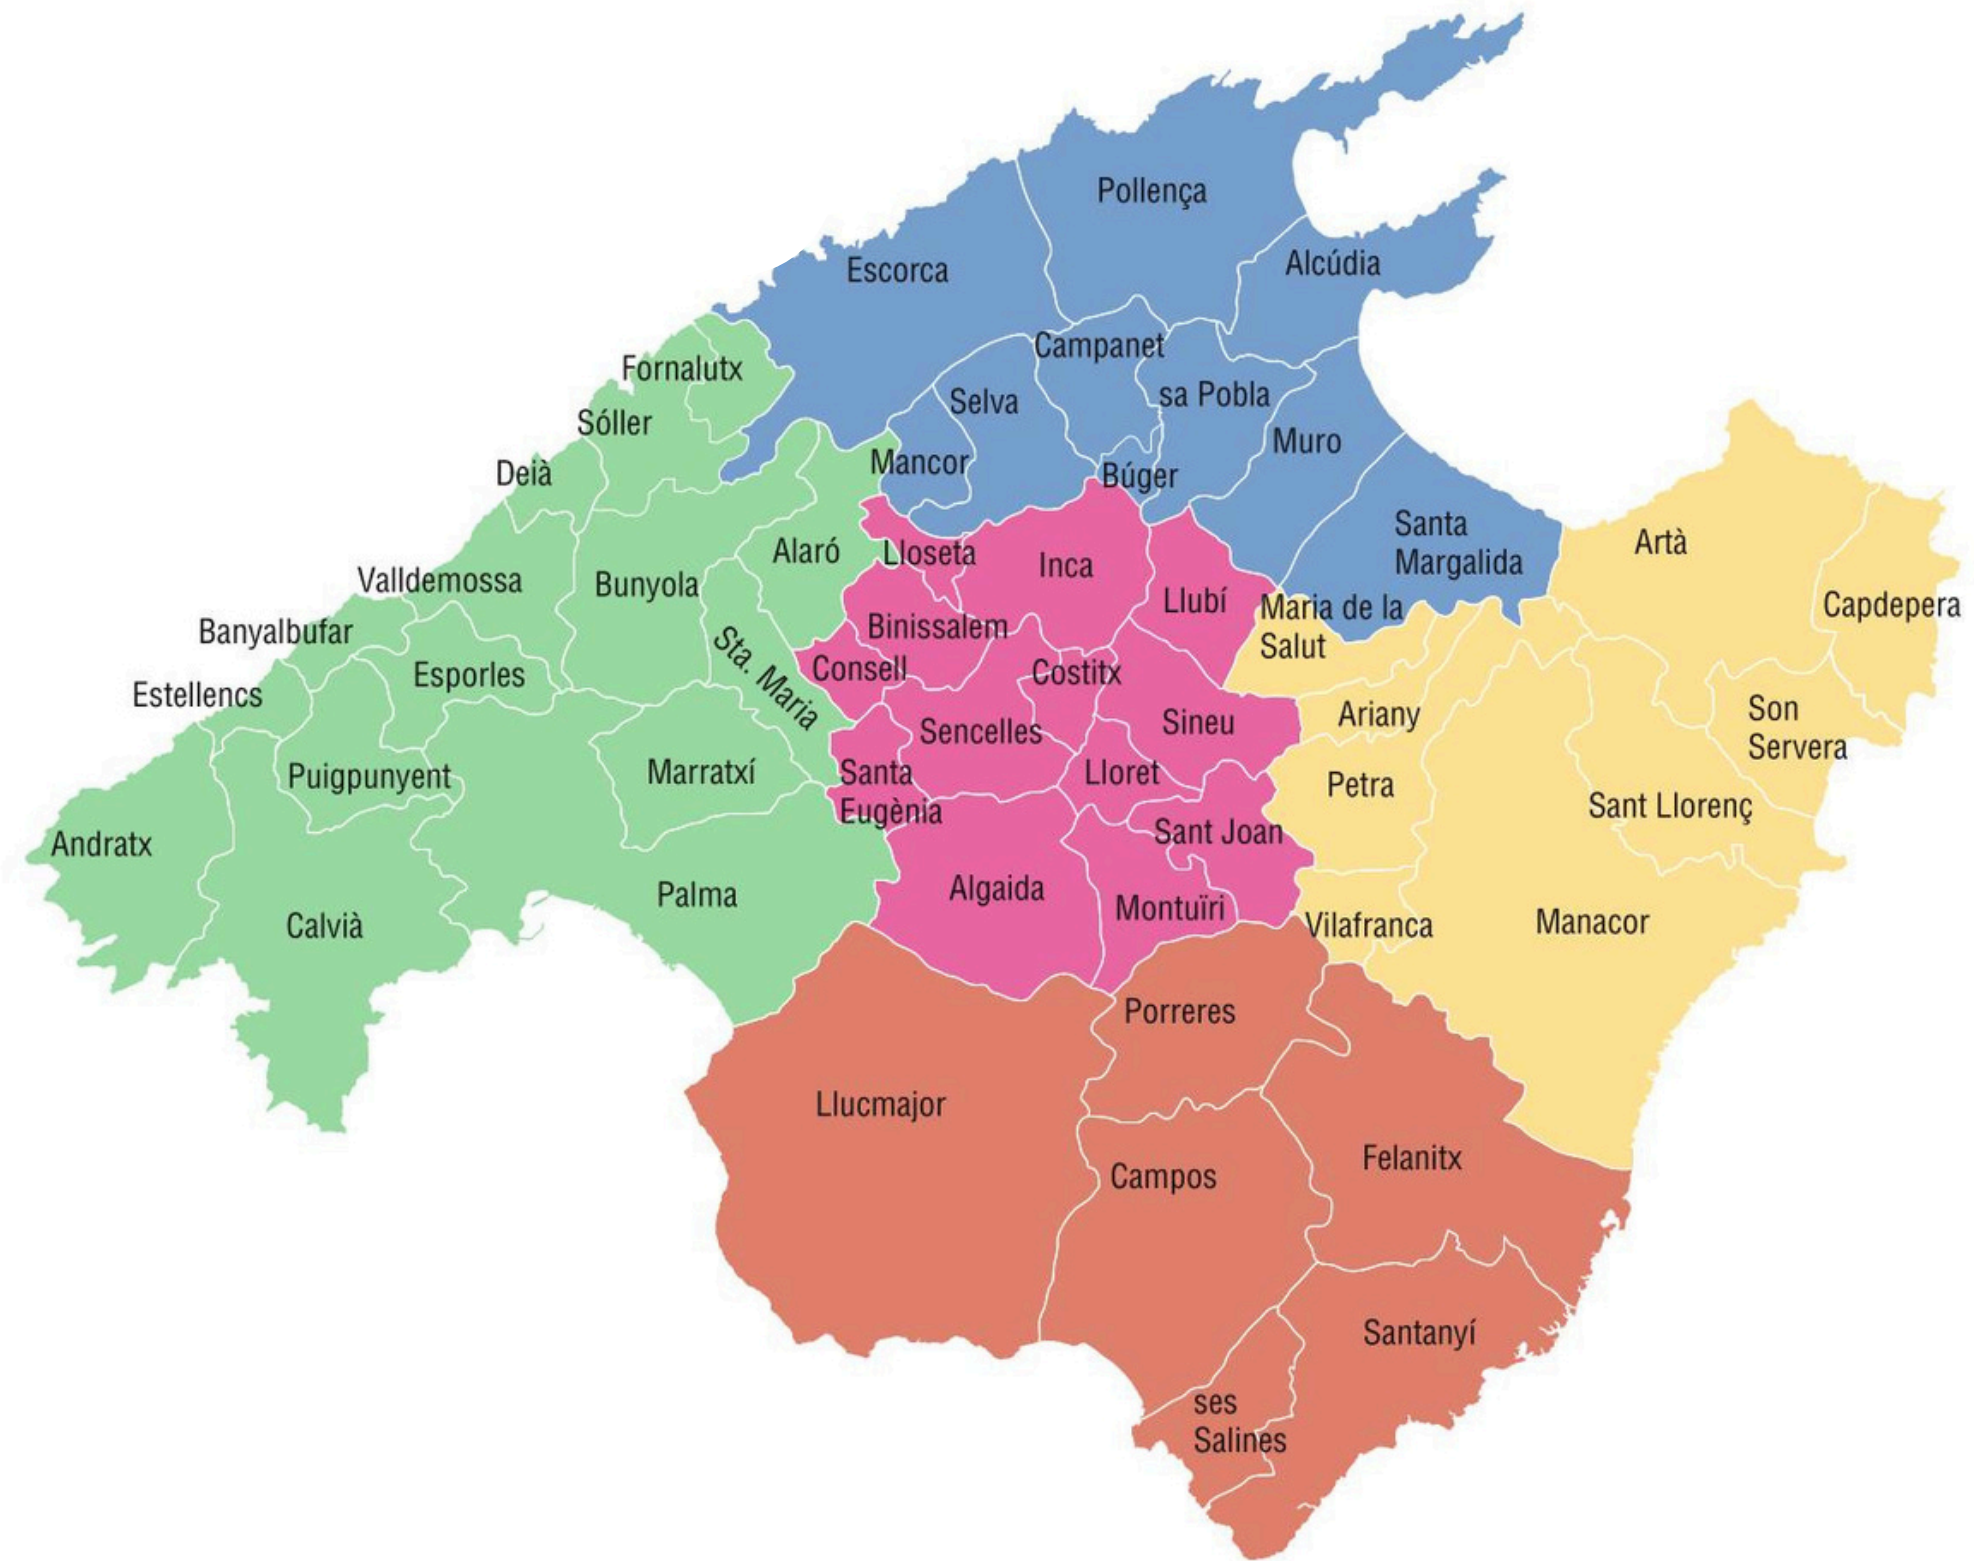 Pollença
Escorca
Alcúdia
Campanet
Fornalutx
Selva
sa Pobla
Sóller
Muro
Mancor
Deià
Búger
Santa
Margalida
Artà
Alaró
Lloseta
Inca
Valldemossa
Bunyola
Llubí
Maria de la
Salut
Capdepera
Banyalbufar
Binissalem
Sta. Maria
Consell
Costitx
Esporles
Estellencs
Ariany
Son
Servera
Sencelles
Sineu
Marratxí
Puigpunyent
Santa
Eugènia
Lloret
Petra
Sant Llorenç
Andratx
Sant Joan
Palma
Algaida
Montuïri
Calvià
Vilafranca
Manacor
Porreres
Llucmajor
Felanitx
Campos
Santanyí
ses
Salines